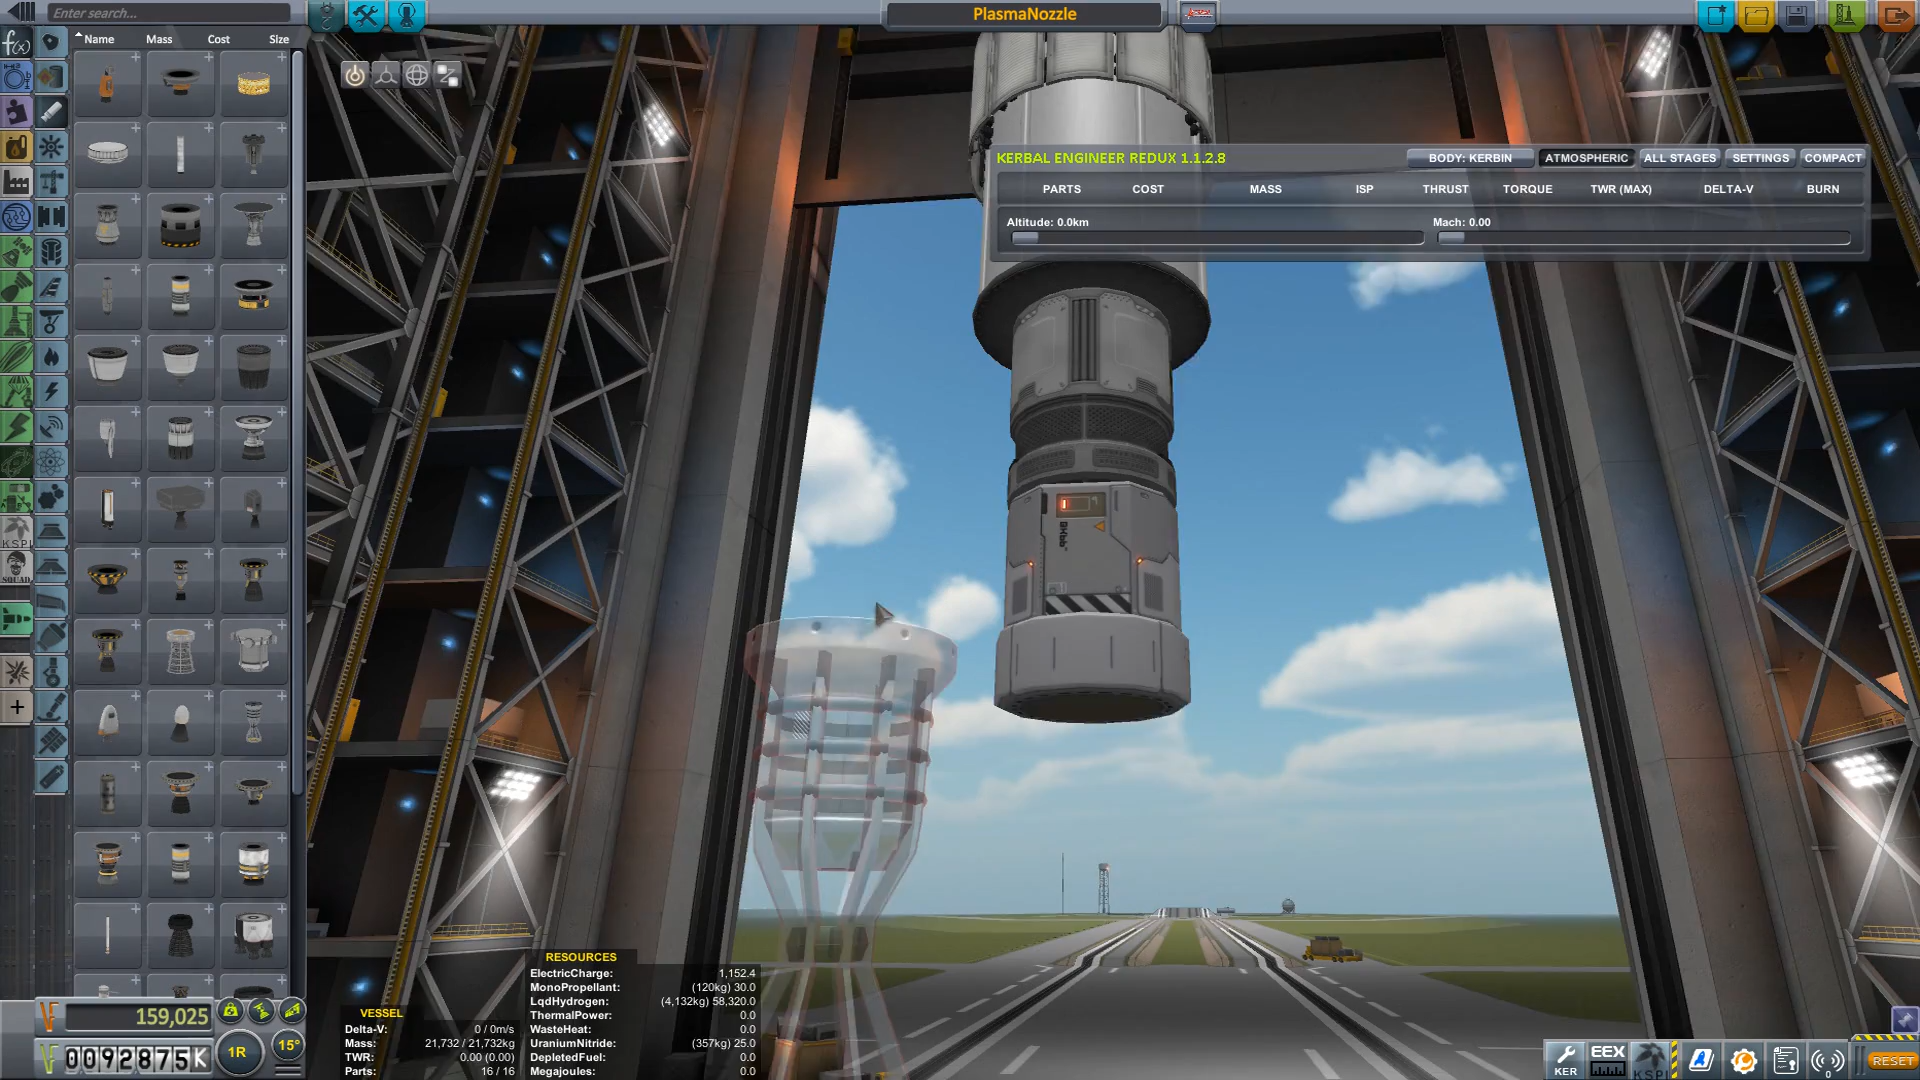 Enter search...
PlasmaNozzle
Name Mass Cost Size
f(x)
KERBAL ENGINEER REDUX 1.1.2.8
BODY: KERBIN ATMOSPHERIC ALL STAGES SETTINGS COMPACT
PARTS COST MASS ISP THRUST TORQUE TWR (MAX) DELTA-V BURN
Altitude: 0.0km Mach: 0.00
KSPI
SQUAD
+
RESOURCES
ElectricCharge: 1,152.4
MonoPropellant: (120kg) 30.0
LqdHydrogen: (4,132kg) 58,320.0
ThermalPower: 0.0
WasteHeat: 0.0
UraniumNitride: (357kg) 25.0
DepletedFuel: 0.0
Megajoules: 0.0
VESSEL
Delta-V: 0 / 0m/s
Mass: 21,732 / 21,732kg
TWR: 0.00 (0.00)
Parts: 16 / 16
159,025
0092875K
1R
15°
KER
EEX
KSPI
0
RESET